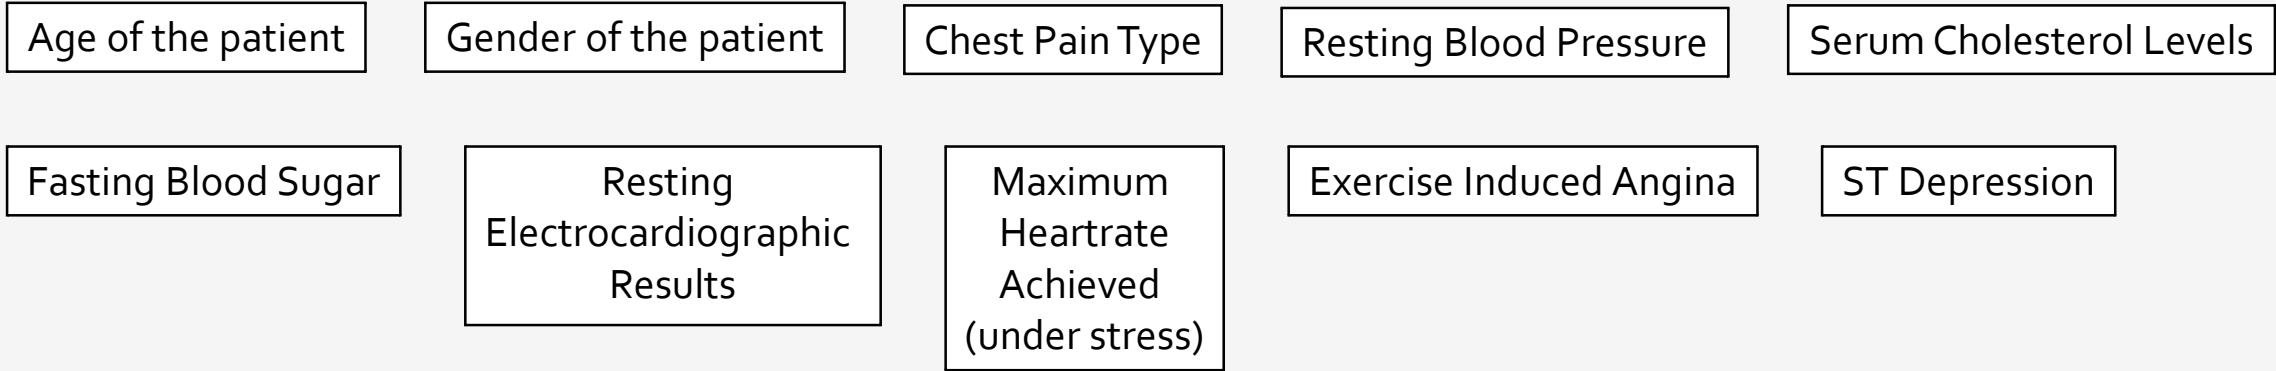 Age of the patient
Gender of the patient
Chest Pain Type
Resting Blood Pressure
Serum Cholesterol Levels
Fasting Blood Sugar
Resting
Electrocardiographic
Results
Maximum
Heartrate
Achieved
(under stress)
Exercise Induced Angina
ST Depression